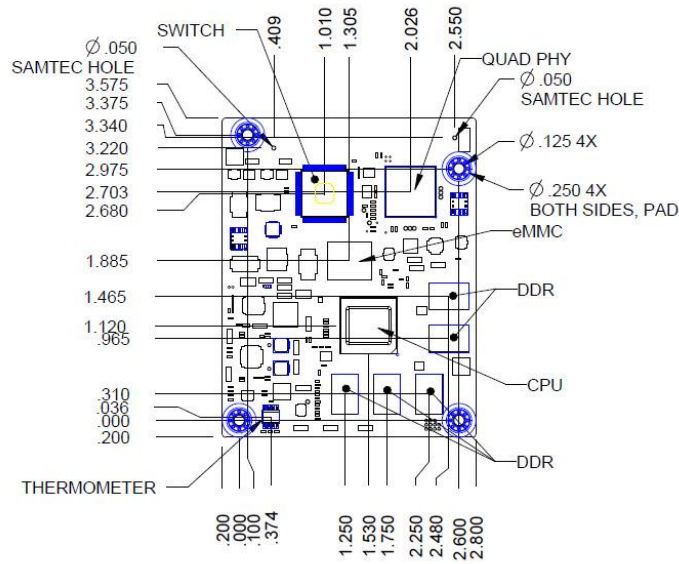 SWITCH
.409
1.010
1.305
2.026
2.550
QUAD PHY
Ø .050
SAMTEC HOLE
Ø .050
SAMTEC HOLE
3.575
3.375
3.340
3.220
2.975
2.703
2.680
Ø .125 4X
Ø .250 4X
BOTH SIDES, PAD
eMMC
1.885
1.465
1.120
.965
DDR
CPU
.310
.036
.000
.200
DDR
THERMOMETER
.200
.000
.100
.374
1.250
1.530
1.750
2.250
2.480
2.600
2.800